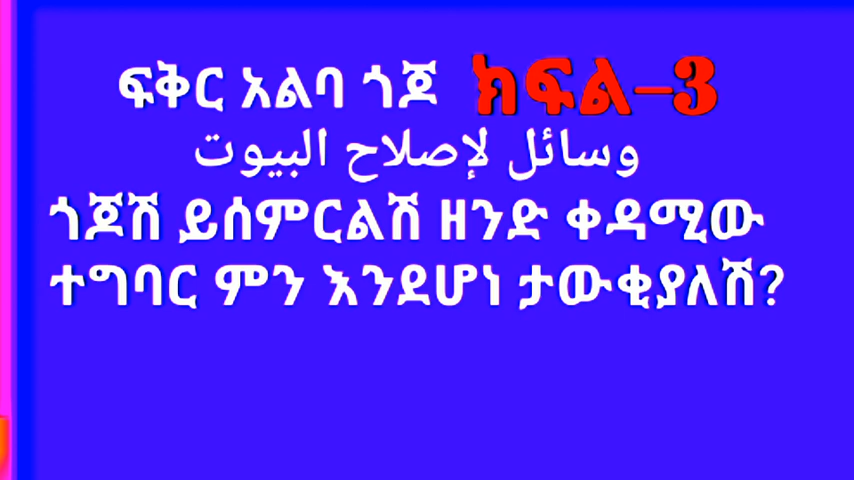 ፍቅር አልባ ጎጆ ክፍል-3
وسائل لإصلاح البيوت
ጎጆሽ ይሰምርልሽ ዘንድ ቀዳሚው
ተግባር ምን እንደሆነ ታውቂያለሽ?